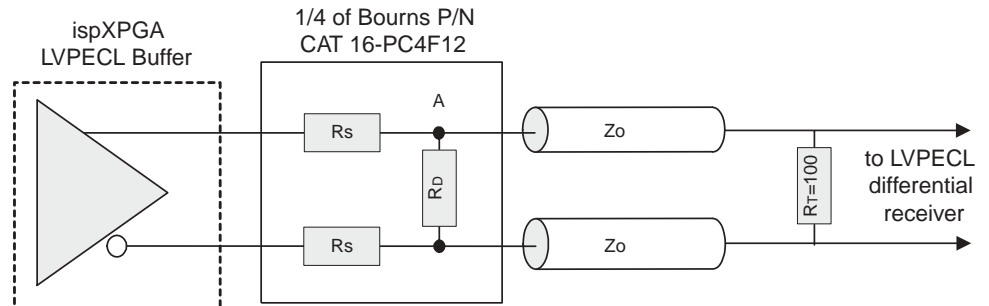 ispXPGA
LVPECL Buffer
1/4 of Bourns P/N
CAT 16-PC4F12
A
Rs
RD
Rs
Zo
Zo
RT=100
to LVPECL
differential
receiver